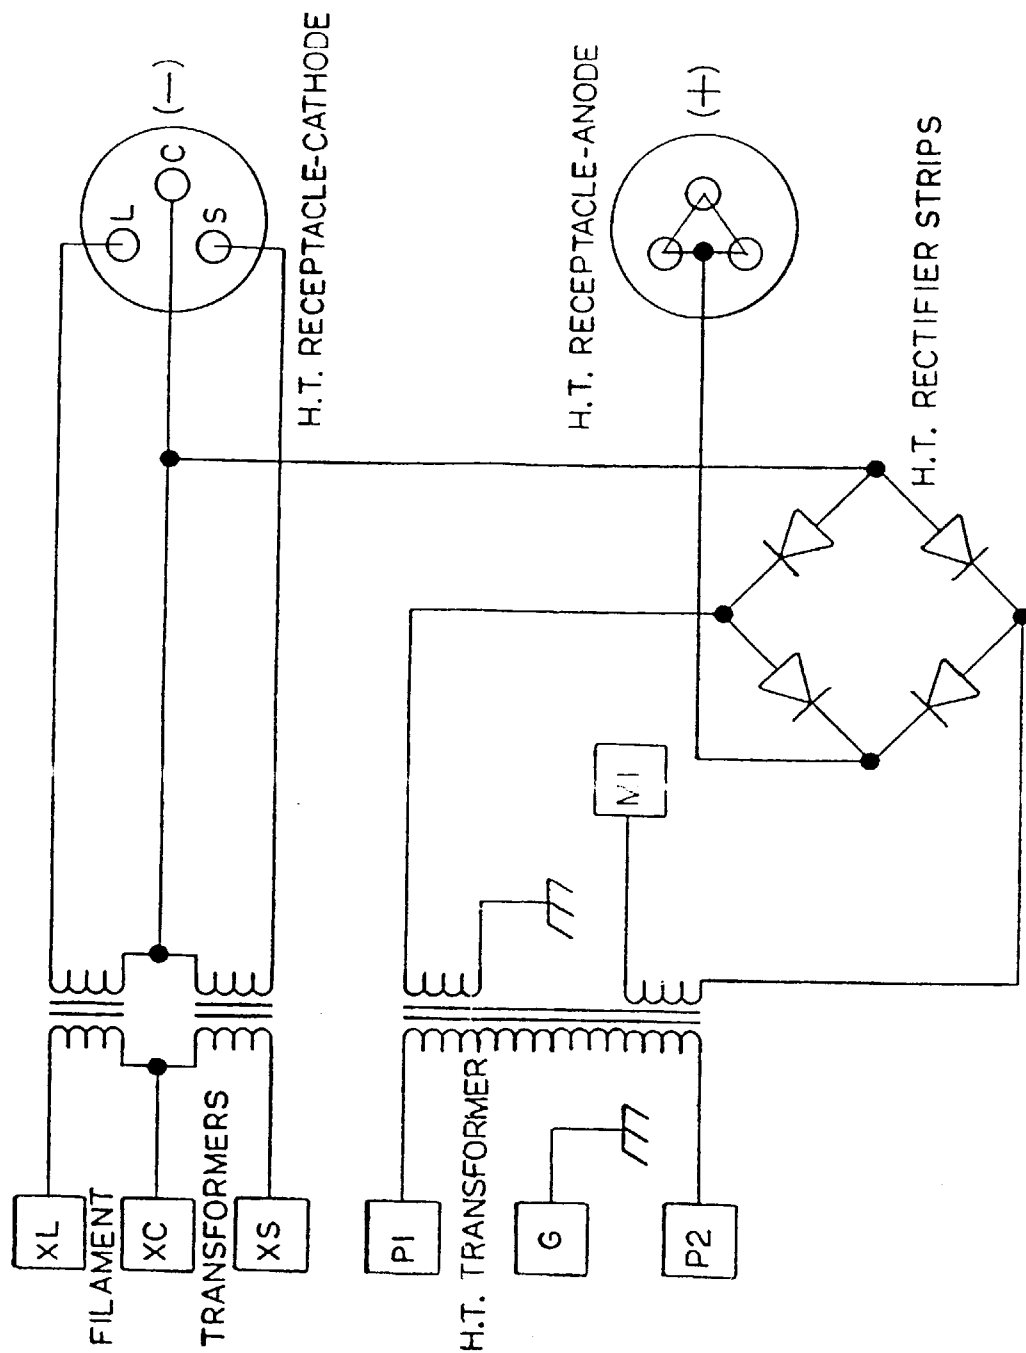 XL
FILAMENT
XC
TRANSFORMERS
XS
L
C
S
(−)
H.T. RECEPTACLE-CATHODE
P1
H.T. TRANSFORMER
G
P2
M1
H.T. RECEPTACLE-ANODE
(+)
H.T. RECTIFIER STRIPS